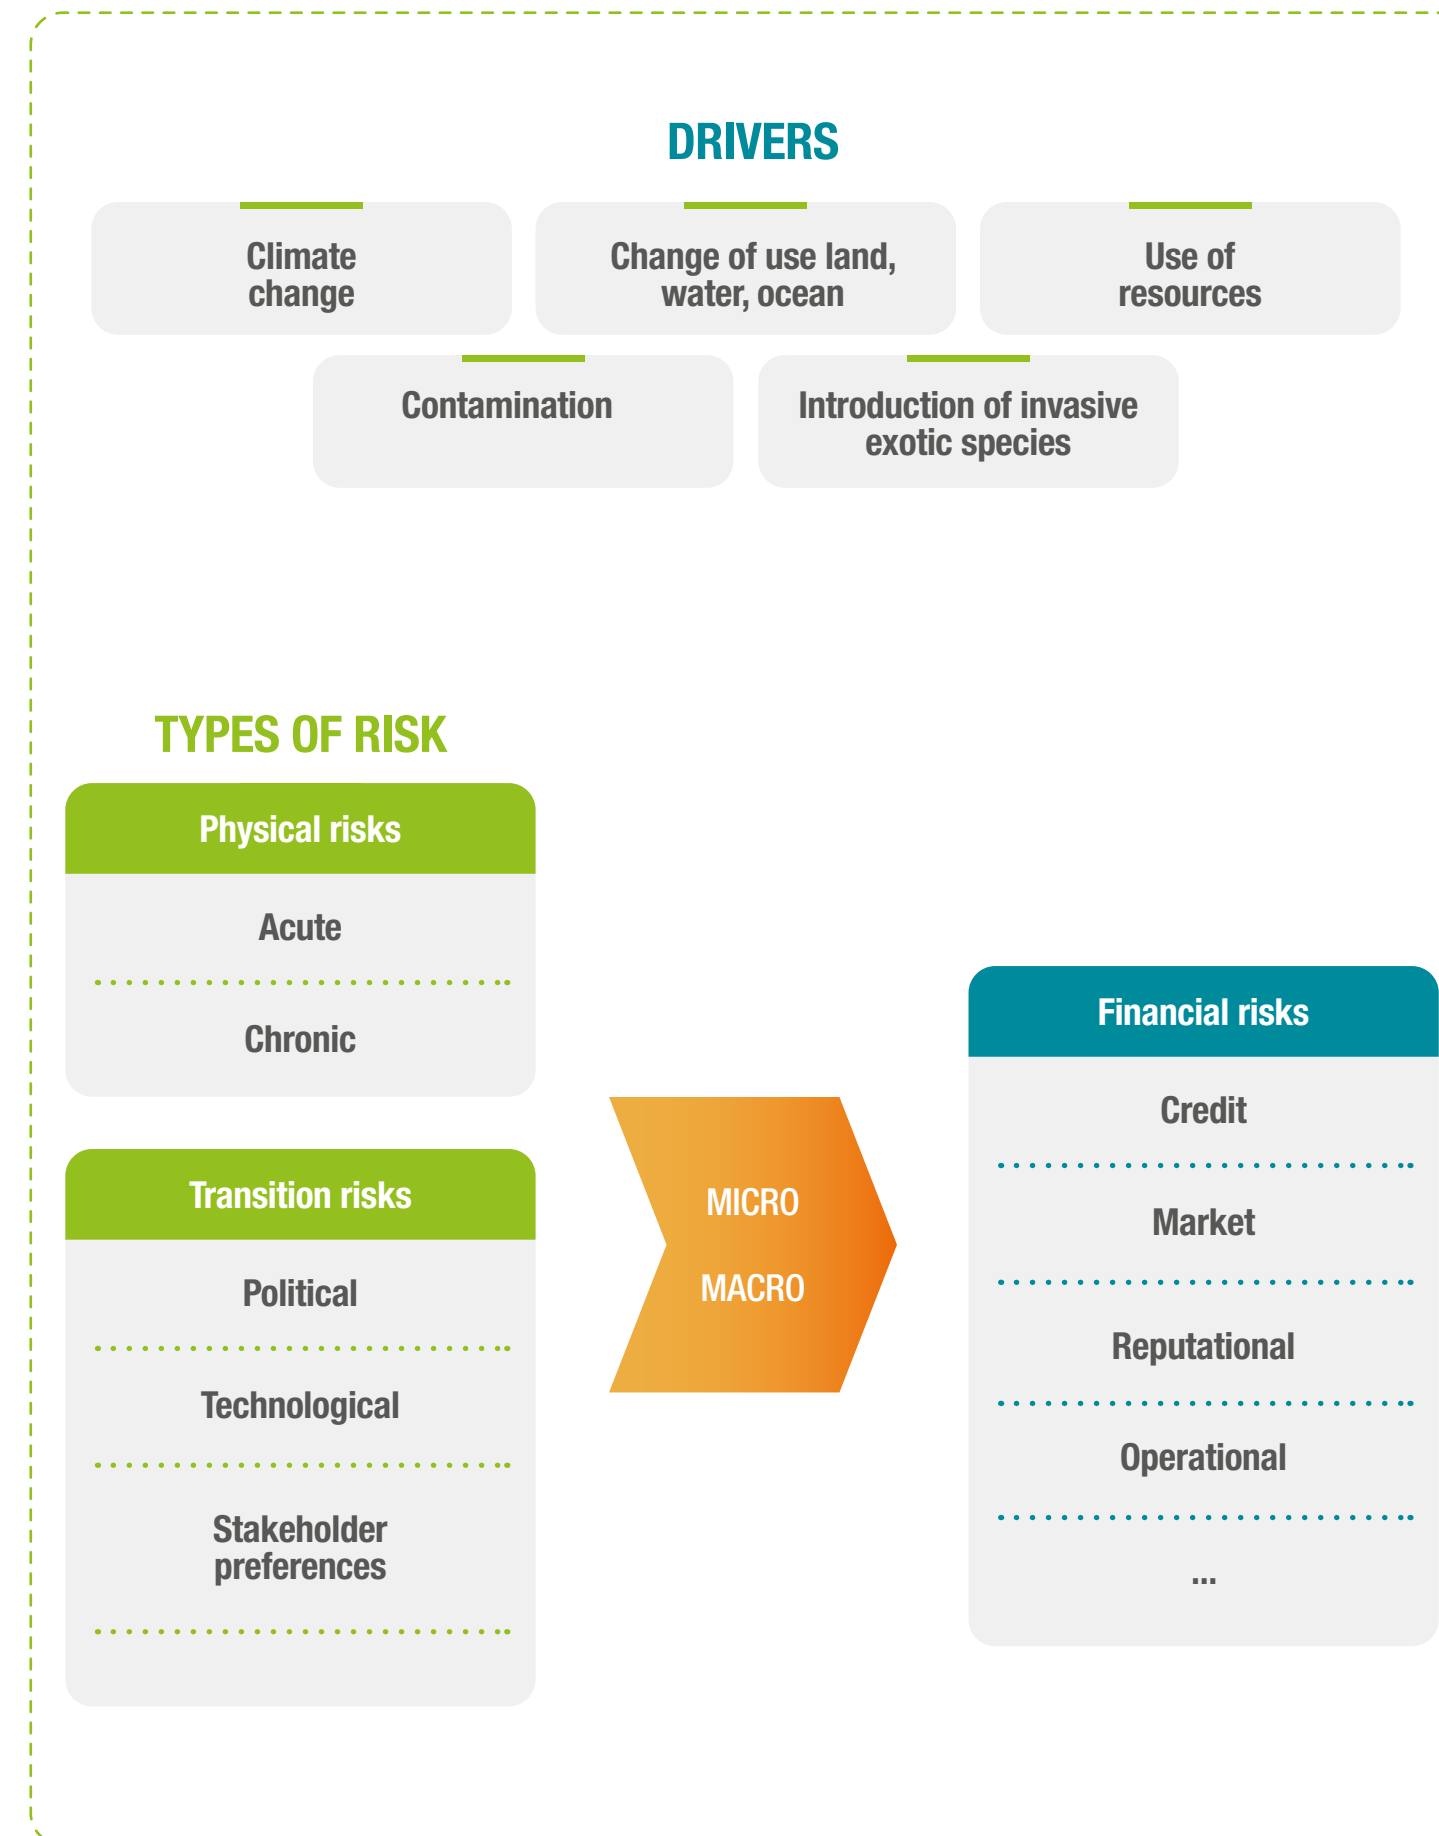 DRIVERS
Climate
change
Change of use land,
water, ocean
Use of
resources
Contamination
Introduction of invasive
exotic species
TYPES OF RISK
Physical risks
Acute
Chronic
Transition risks
Political
Technological
Stakeholder
preferences
MICRO
MACRO
Financial risks
Credit
Market
Reputational
Operational
...